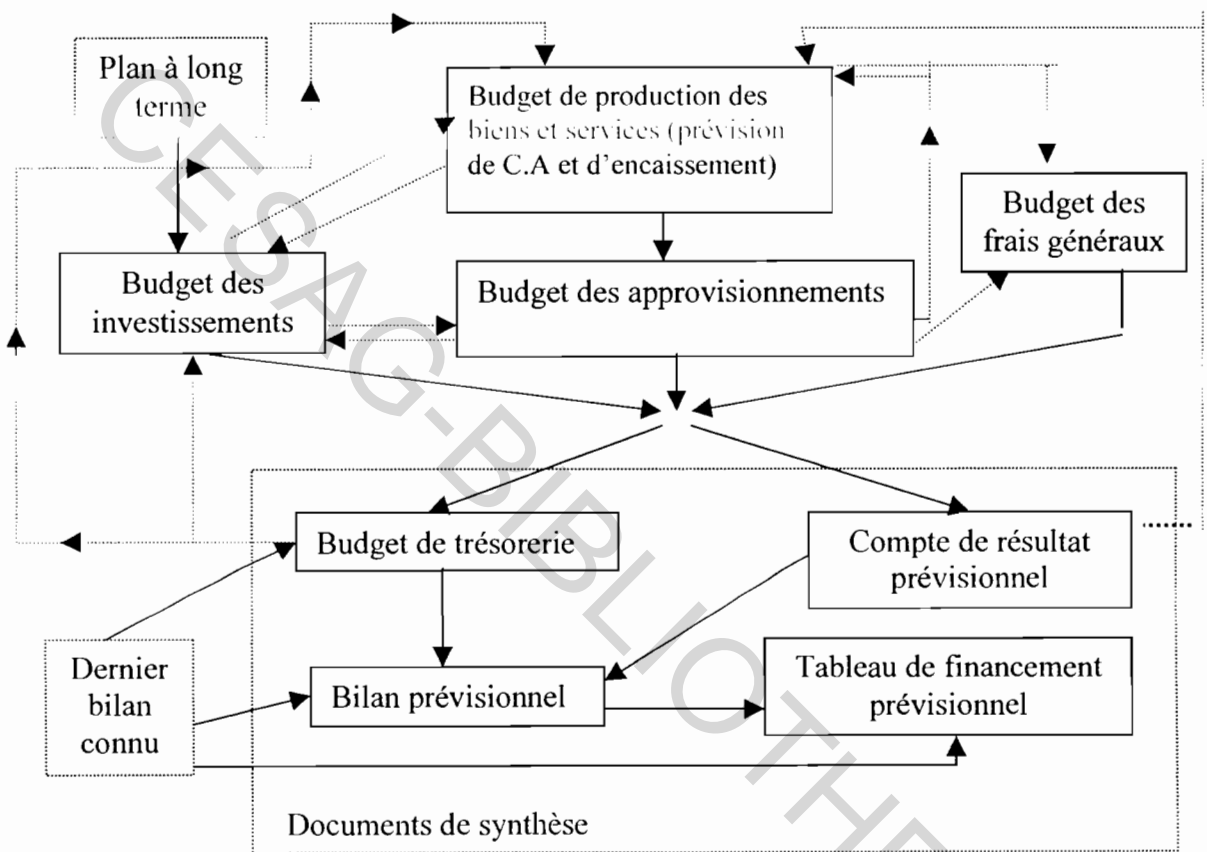 Plan à long
terme
Budget de production des
biens et services (prévision
de C.A et d'encaissement)
Budget des
frais généraux
Budget des
investissements
Budget des approvisionnements
Budget de trésorerie
Compte de résultat
prévisionnel
Dernier
bilan
connu
Bilan prévisionnel
Tableau de financement
prévisionnel
Documents de synthèse
CESAG-BIBLIOTHE